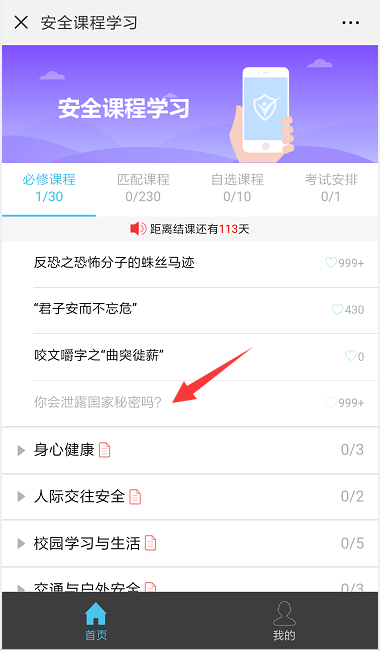 安全课程学习
安全课程学习
必修课程 匹配课程 自选课程 考试安排
1/30 0/230 0/10 0/1
距离结课还有113天
反恐之恐怖分子的蛛丝马迹 999+
“君子安而不忘危” 430
咬文嚼字之“曲突徙薪” 0
你会泄露国家秘密吗? 999+
身心健康 0/3
人际交往安全 0/2
校园学习与生活 0/5
交通与户外安全 0/3
首页 我的